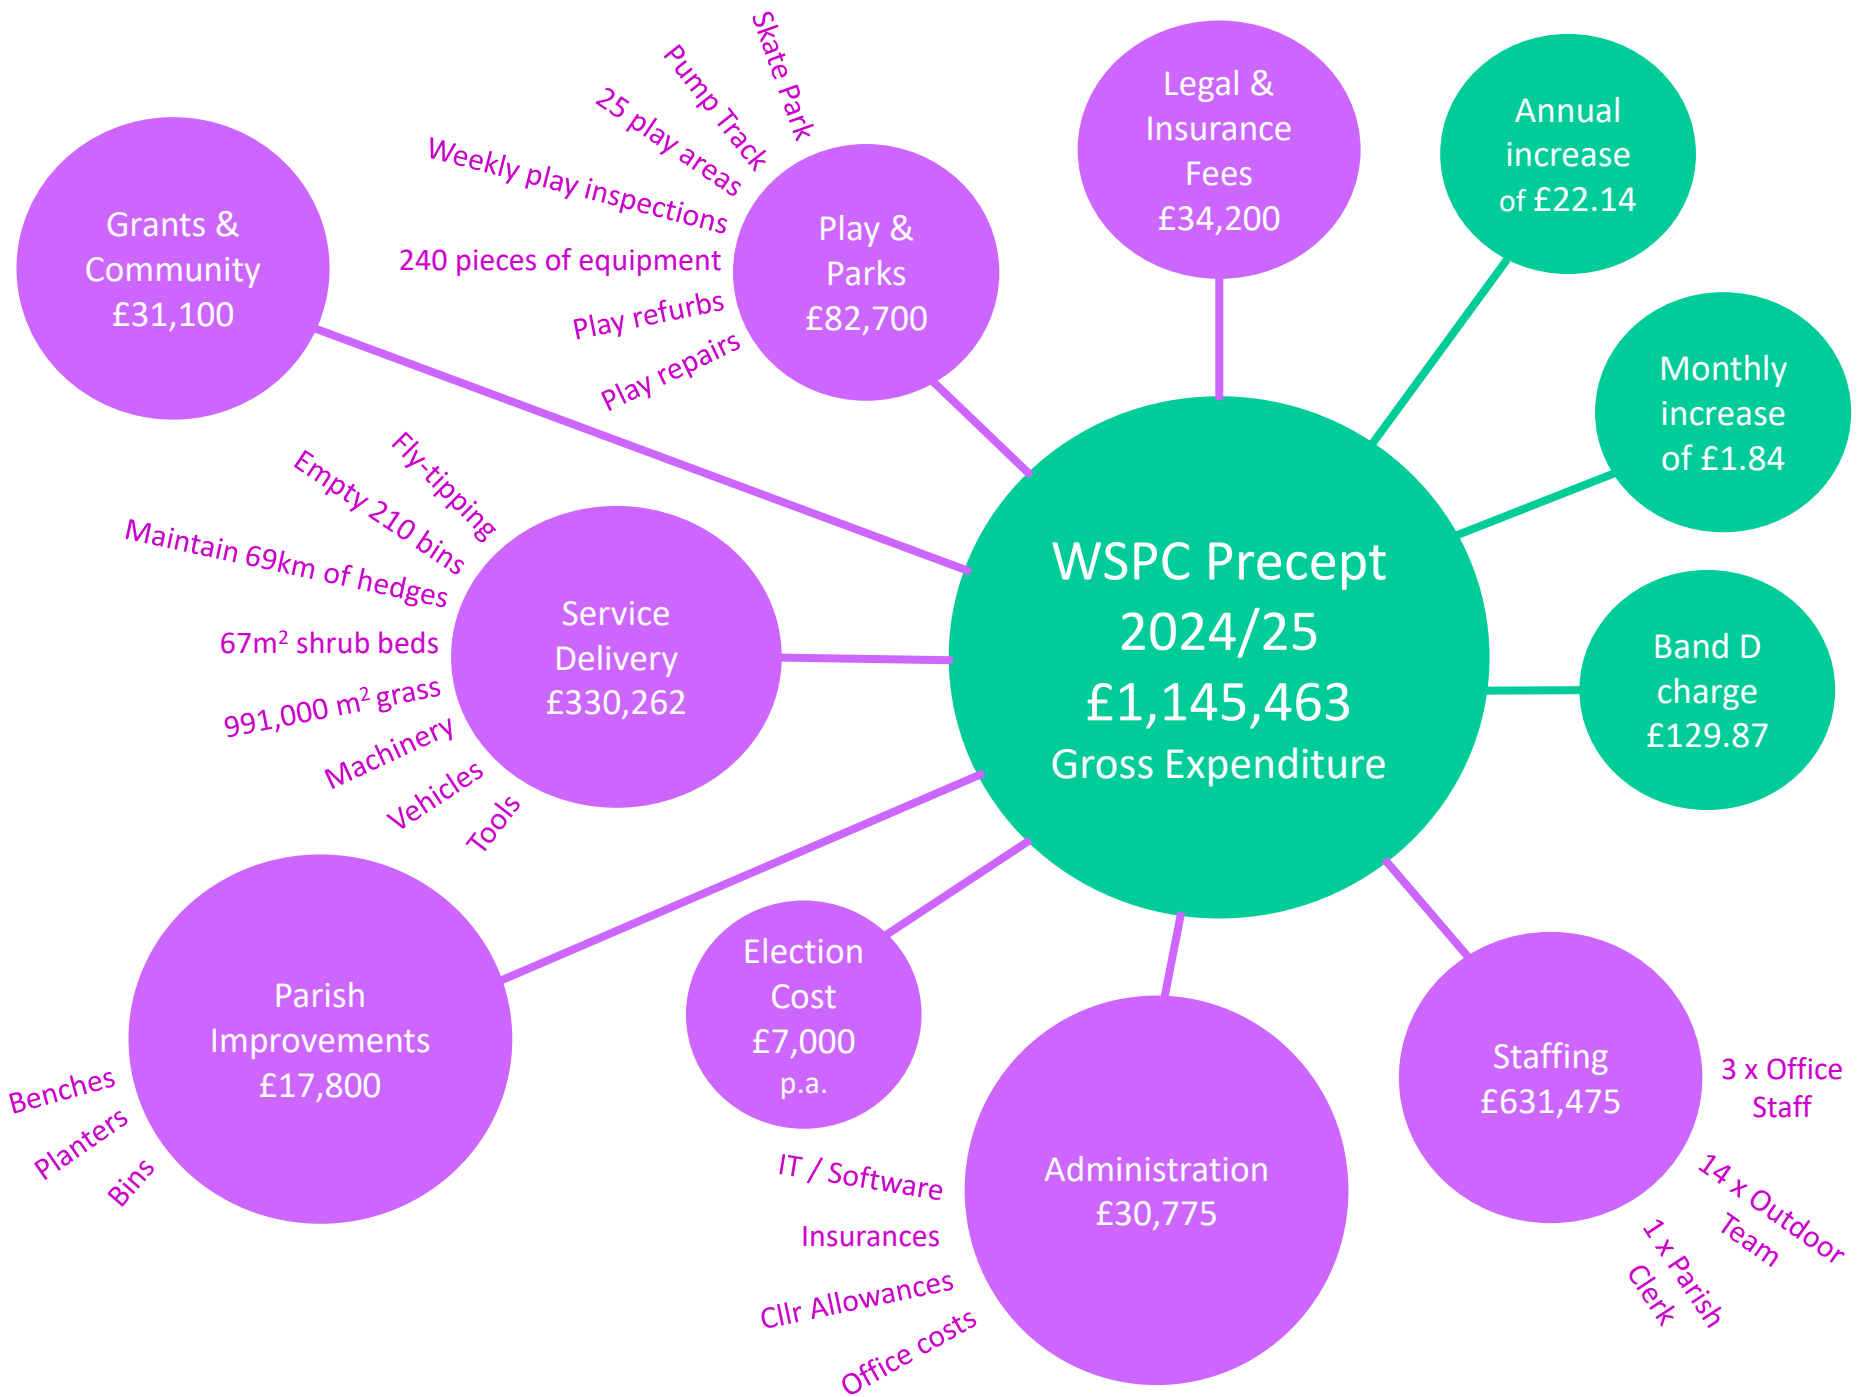 Skate Park
Pump Track
25 play areas
Weekly play inspections
240 pieces of equipment
Play refurbs
Play repairs
Play &
Parks
£82,700
Grants &
Community
£31,100
Legal &
Insurance
Fees
£34,200
Annual
increase
of £22.14
Monthly
increase
of £1.84
Band D
charge
£129.87
WSPC Precept
2024/25
£1,145,463
Gross Expenditure
Fly-tipping
Empty 210 bins
Maintain 69km of hedges
67m² shrub beds
991,000 m² grass
Machinery
Vehicles
Tools
Service
Delivery
£330,262
Parish
Improvements
£17,800
Benches
Planters
Bins
Election
Cost
£7,000
p.a.
IT / Software
Insurances
Cllr Allowances
Office costs
Administration
£30,775
Staffing
£631,475
3 x Office
Staff
14 x Outdoor
Team
1 x Parish
Clerk